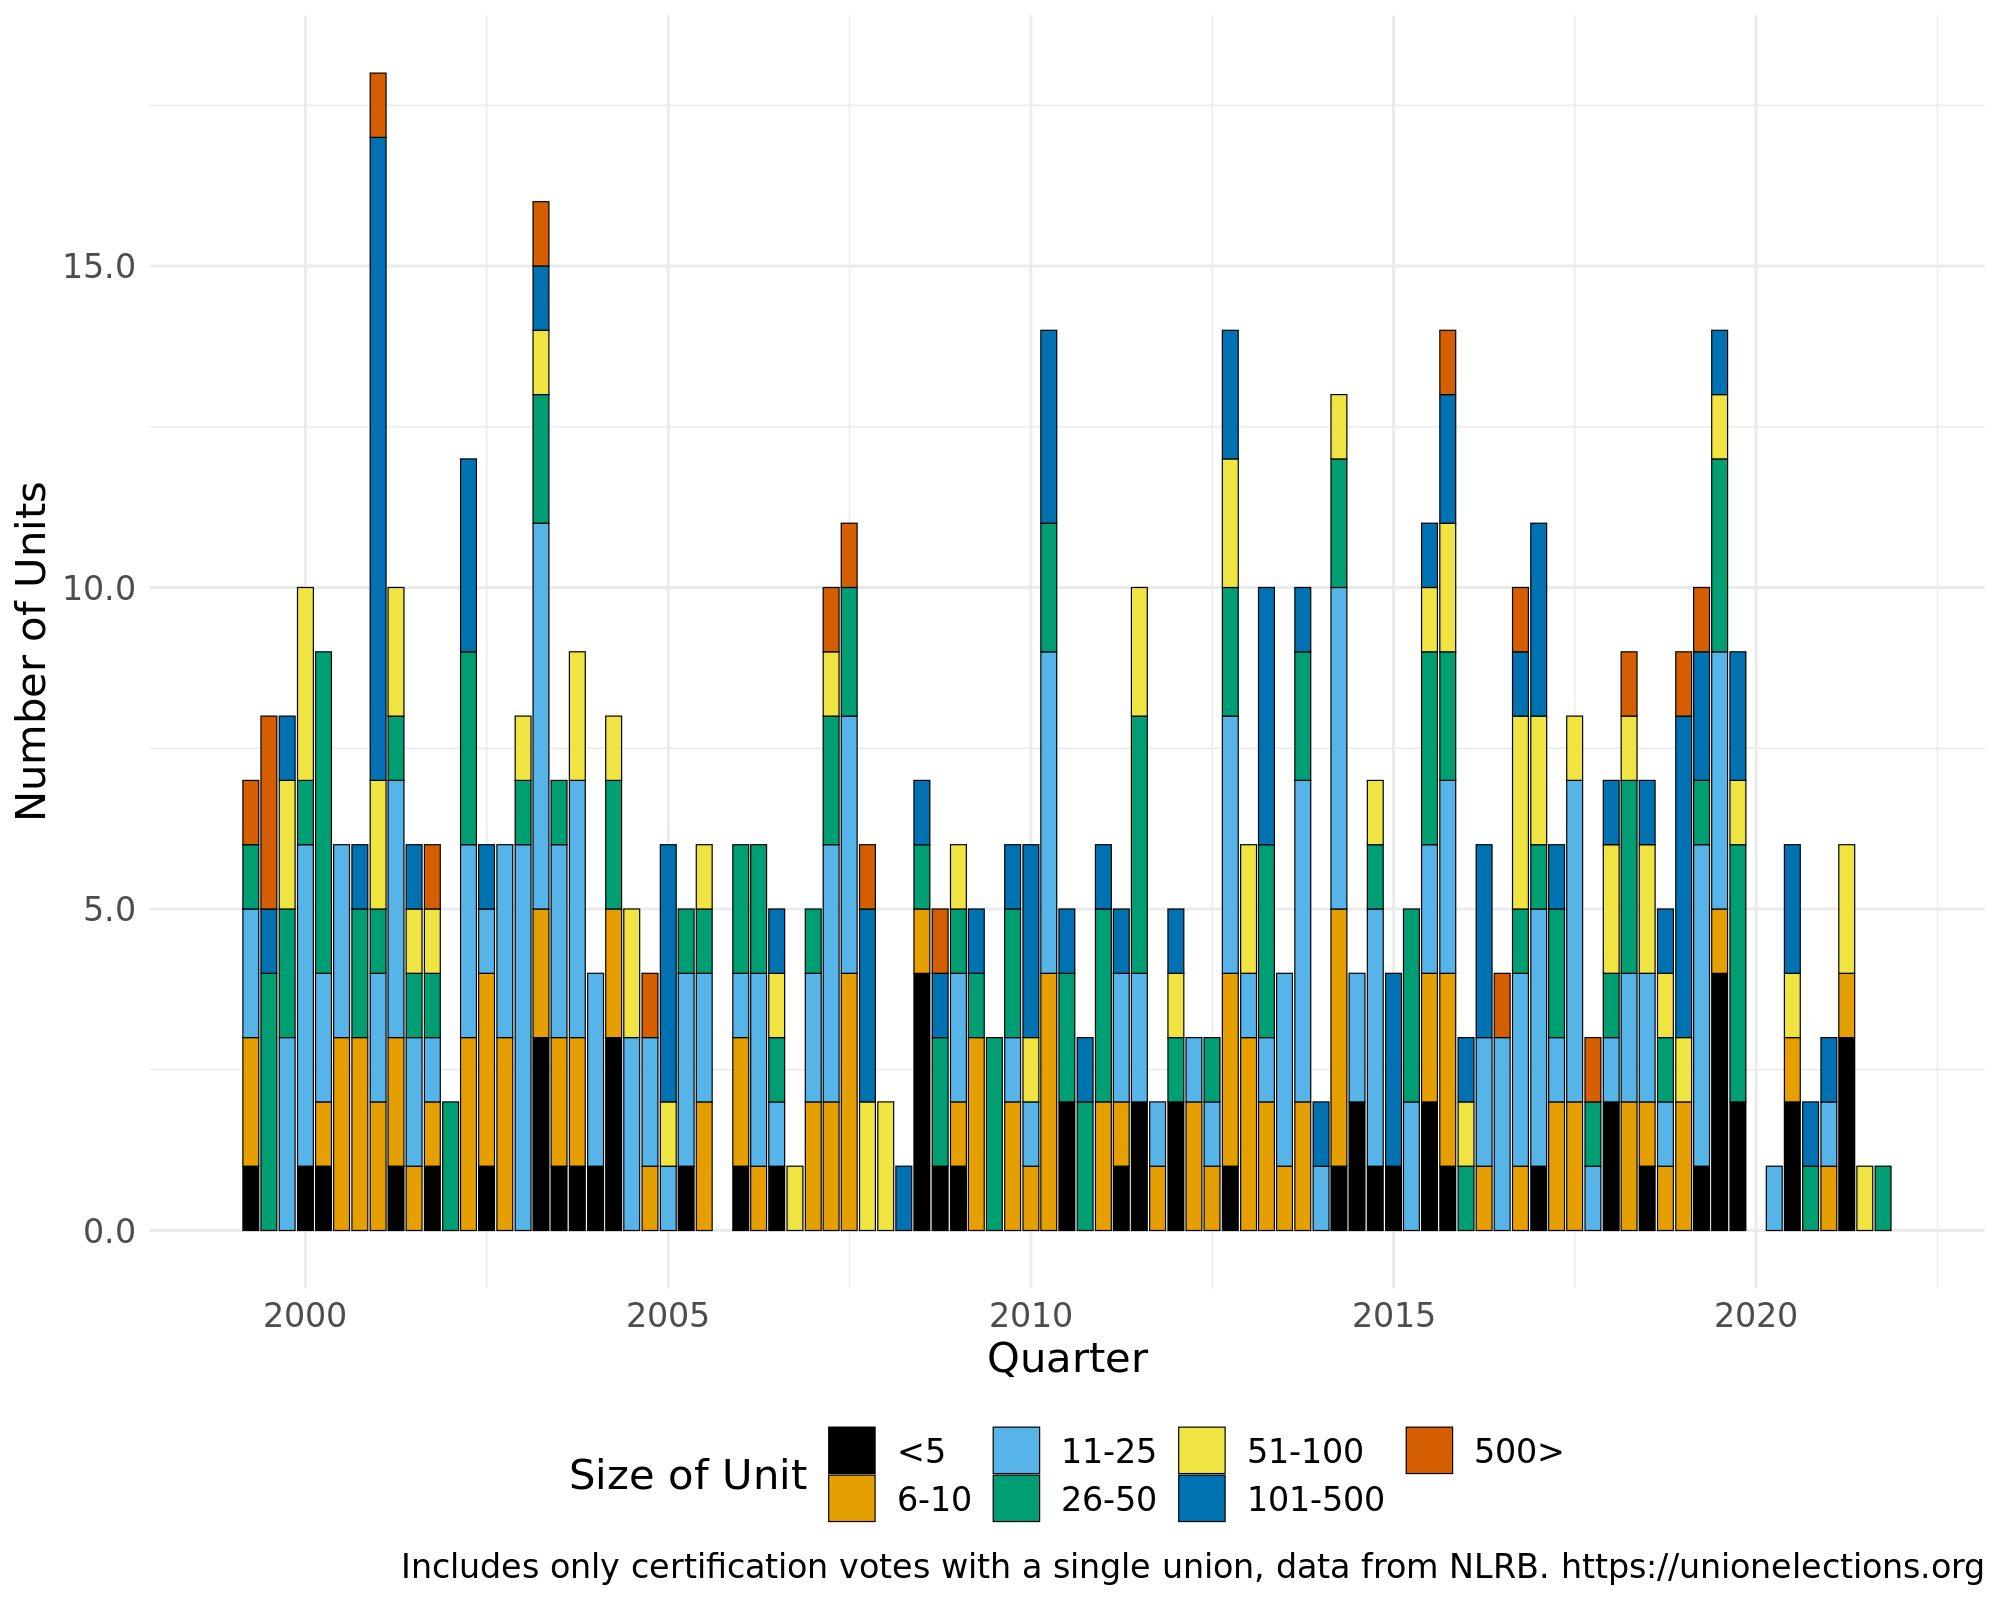 Number of Units
15.0
10.0
5.0
0.0
2000 2005 2010 2015 2020
Quarter
Size of Unit
<5 11-25 51-100 500>
6-10 26-50 101-500
Includes only certification votes with a single union, data from NLRB. https://unionelections.org